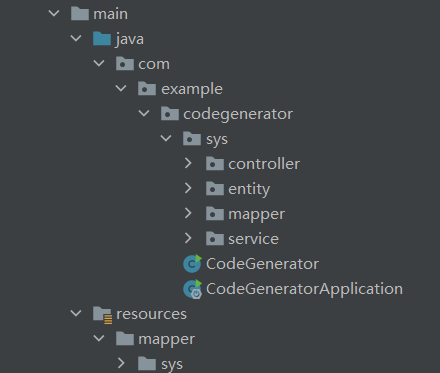 main
java
com
example
codegenerator
sys
controller
entity
mapper
service
CodeGenerator
CodeGeneratorApplication
resources
mapper
sys